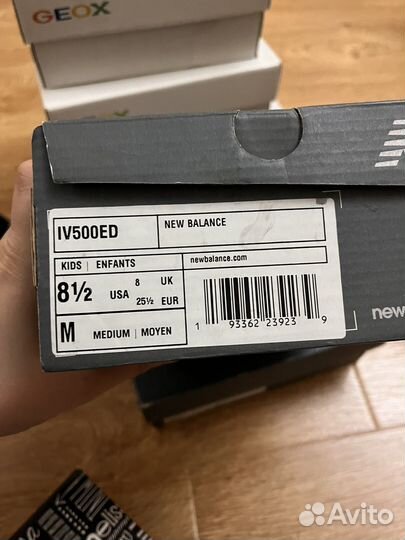 GEOX
GEOX
IV500ED
NEW BALANCE
KIDS | ENFANTS
newbalance.com
8½ USA 8 UK
25½ EUR
M MEDIUM | MOYEN
1 93362 23923 9
new
Avito